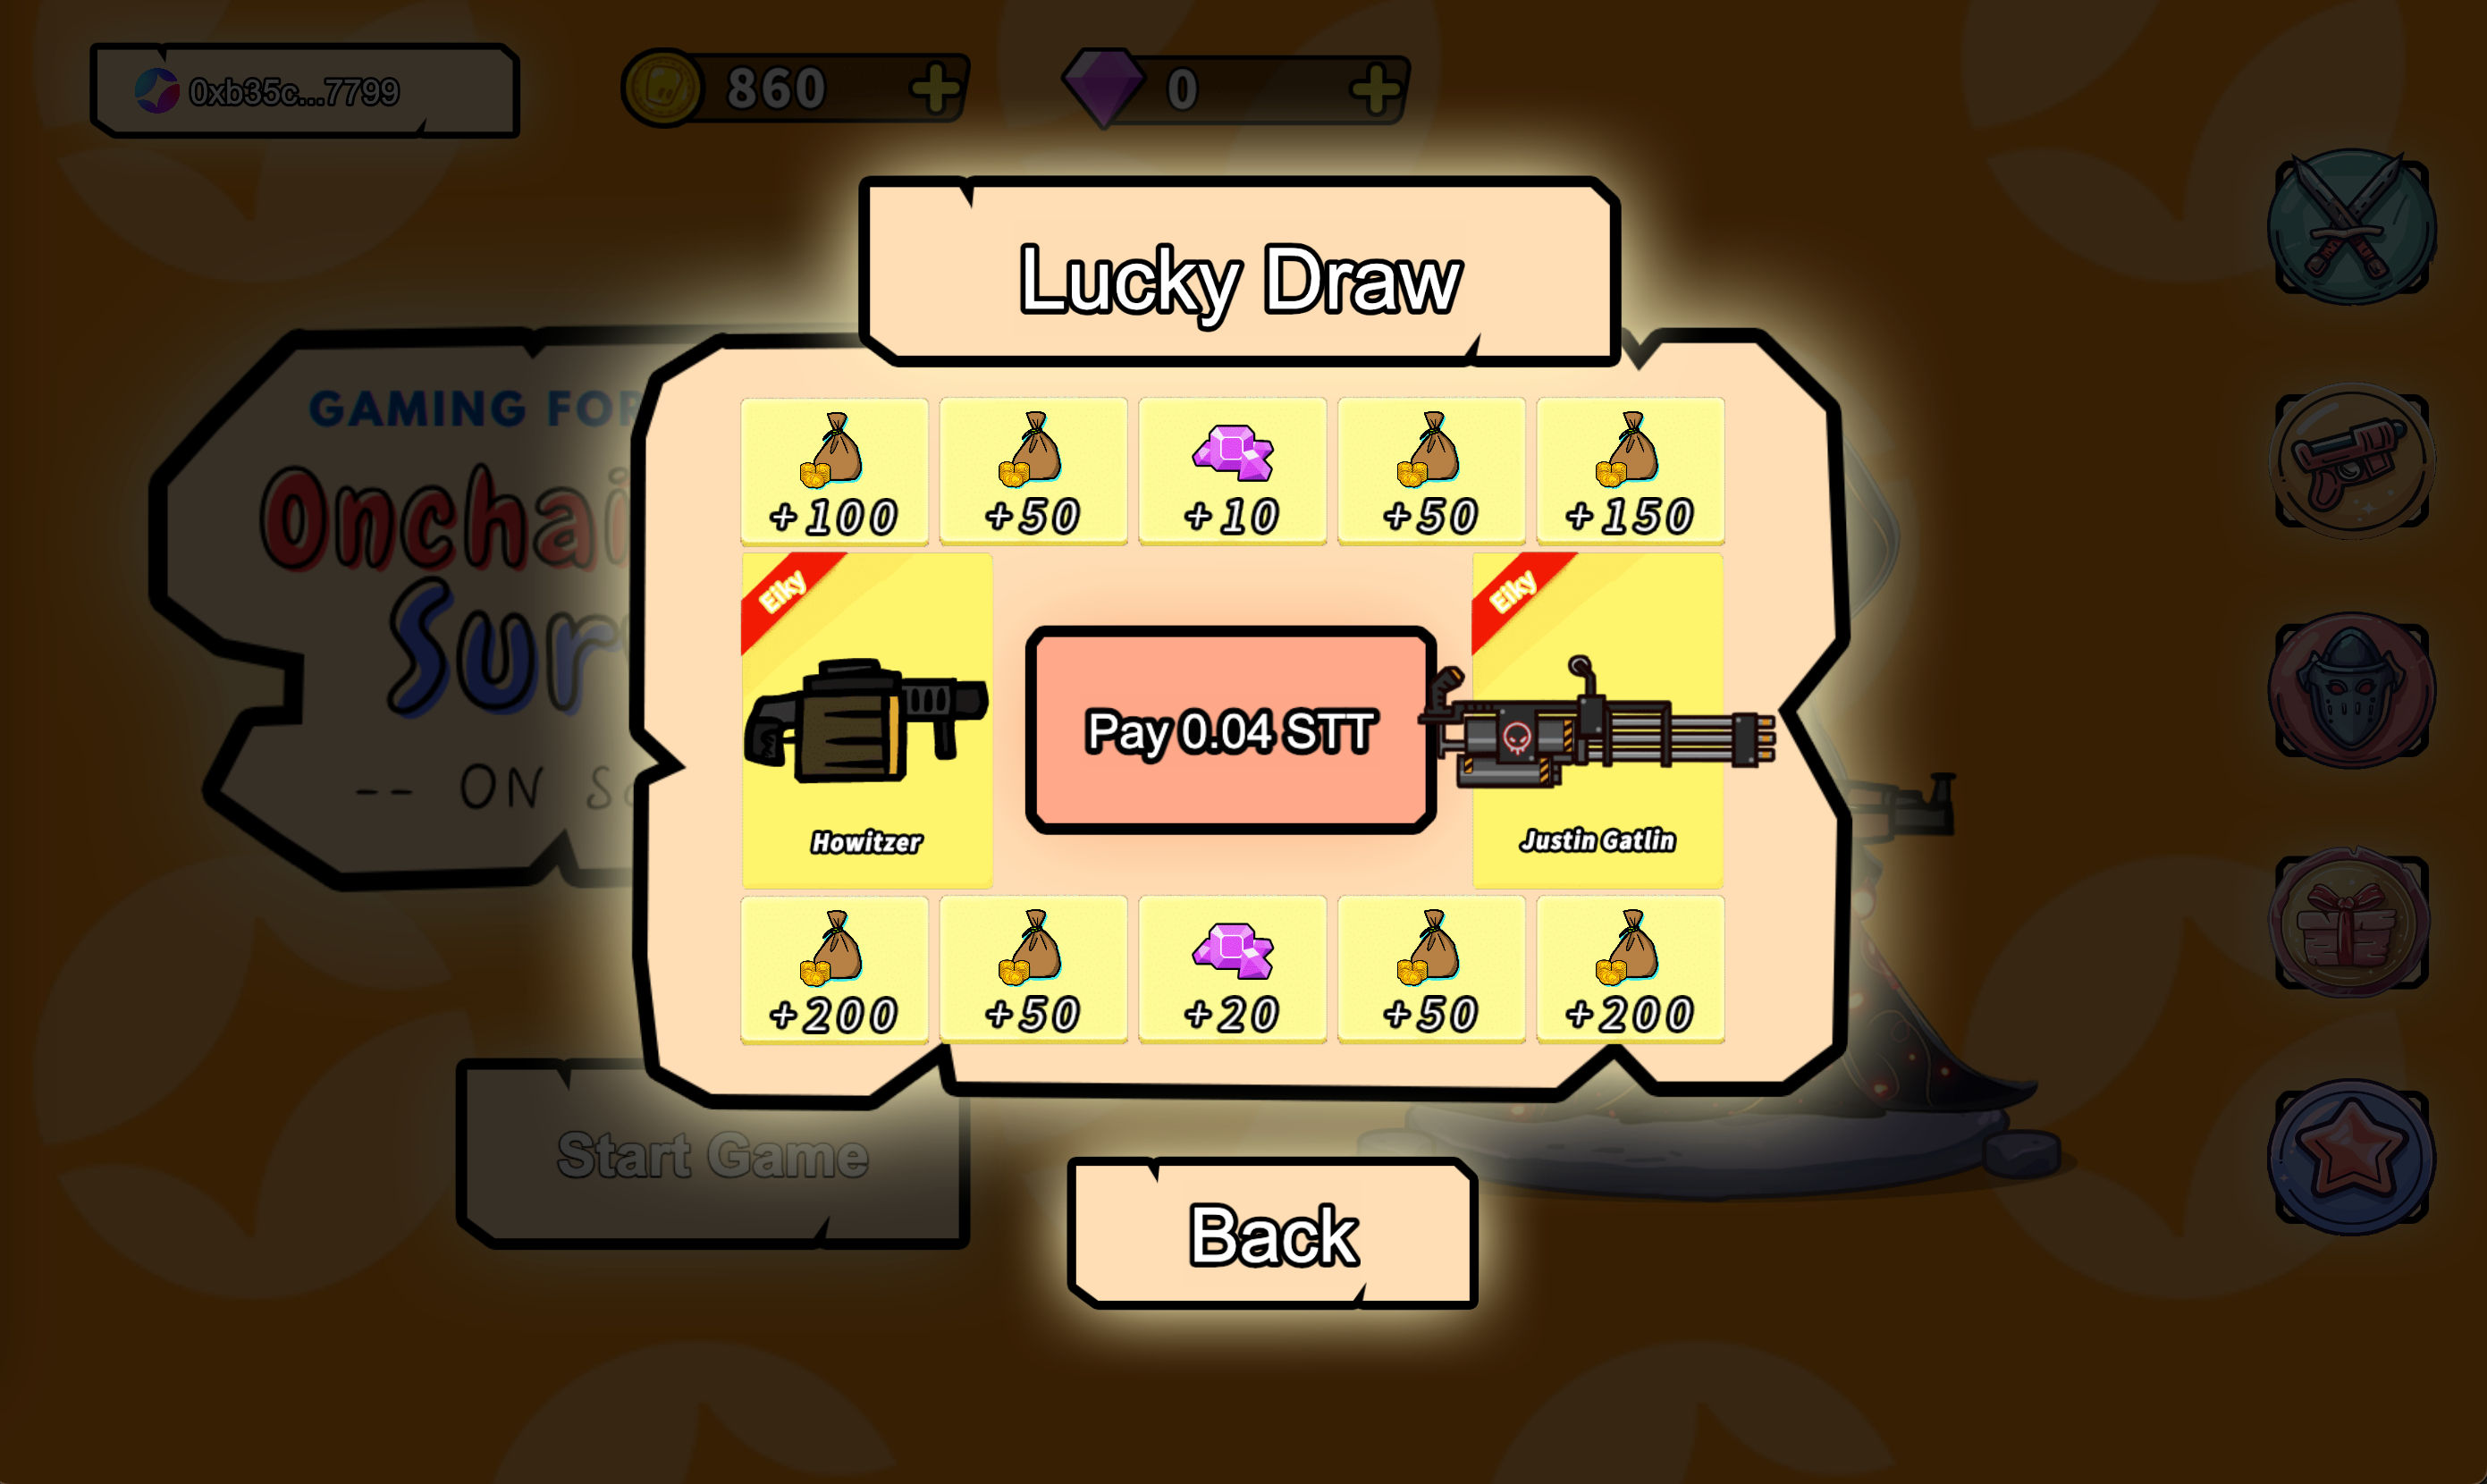 0xb35c...7799
860
0
Lucky Draw
GAMING FOR
Onchai
Sur
-- ON S
+100
+50
+10
+50
+150
Elky
Elky
Pay 0.04 STT
Howitzer
Justin Gatlin
+200
+50
+20
+50
+200
Start Game
Back